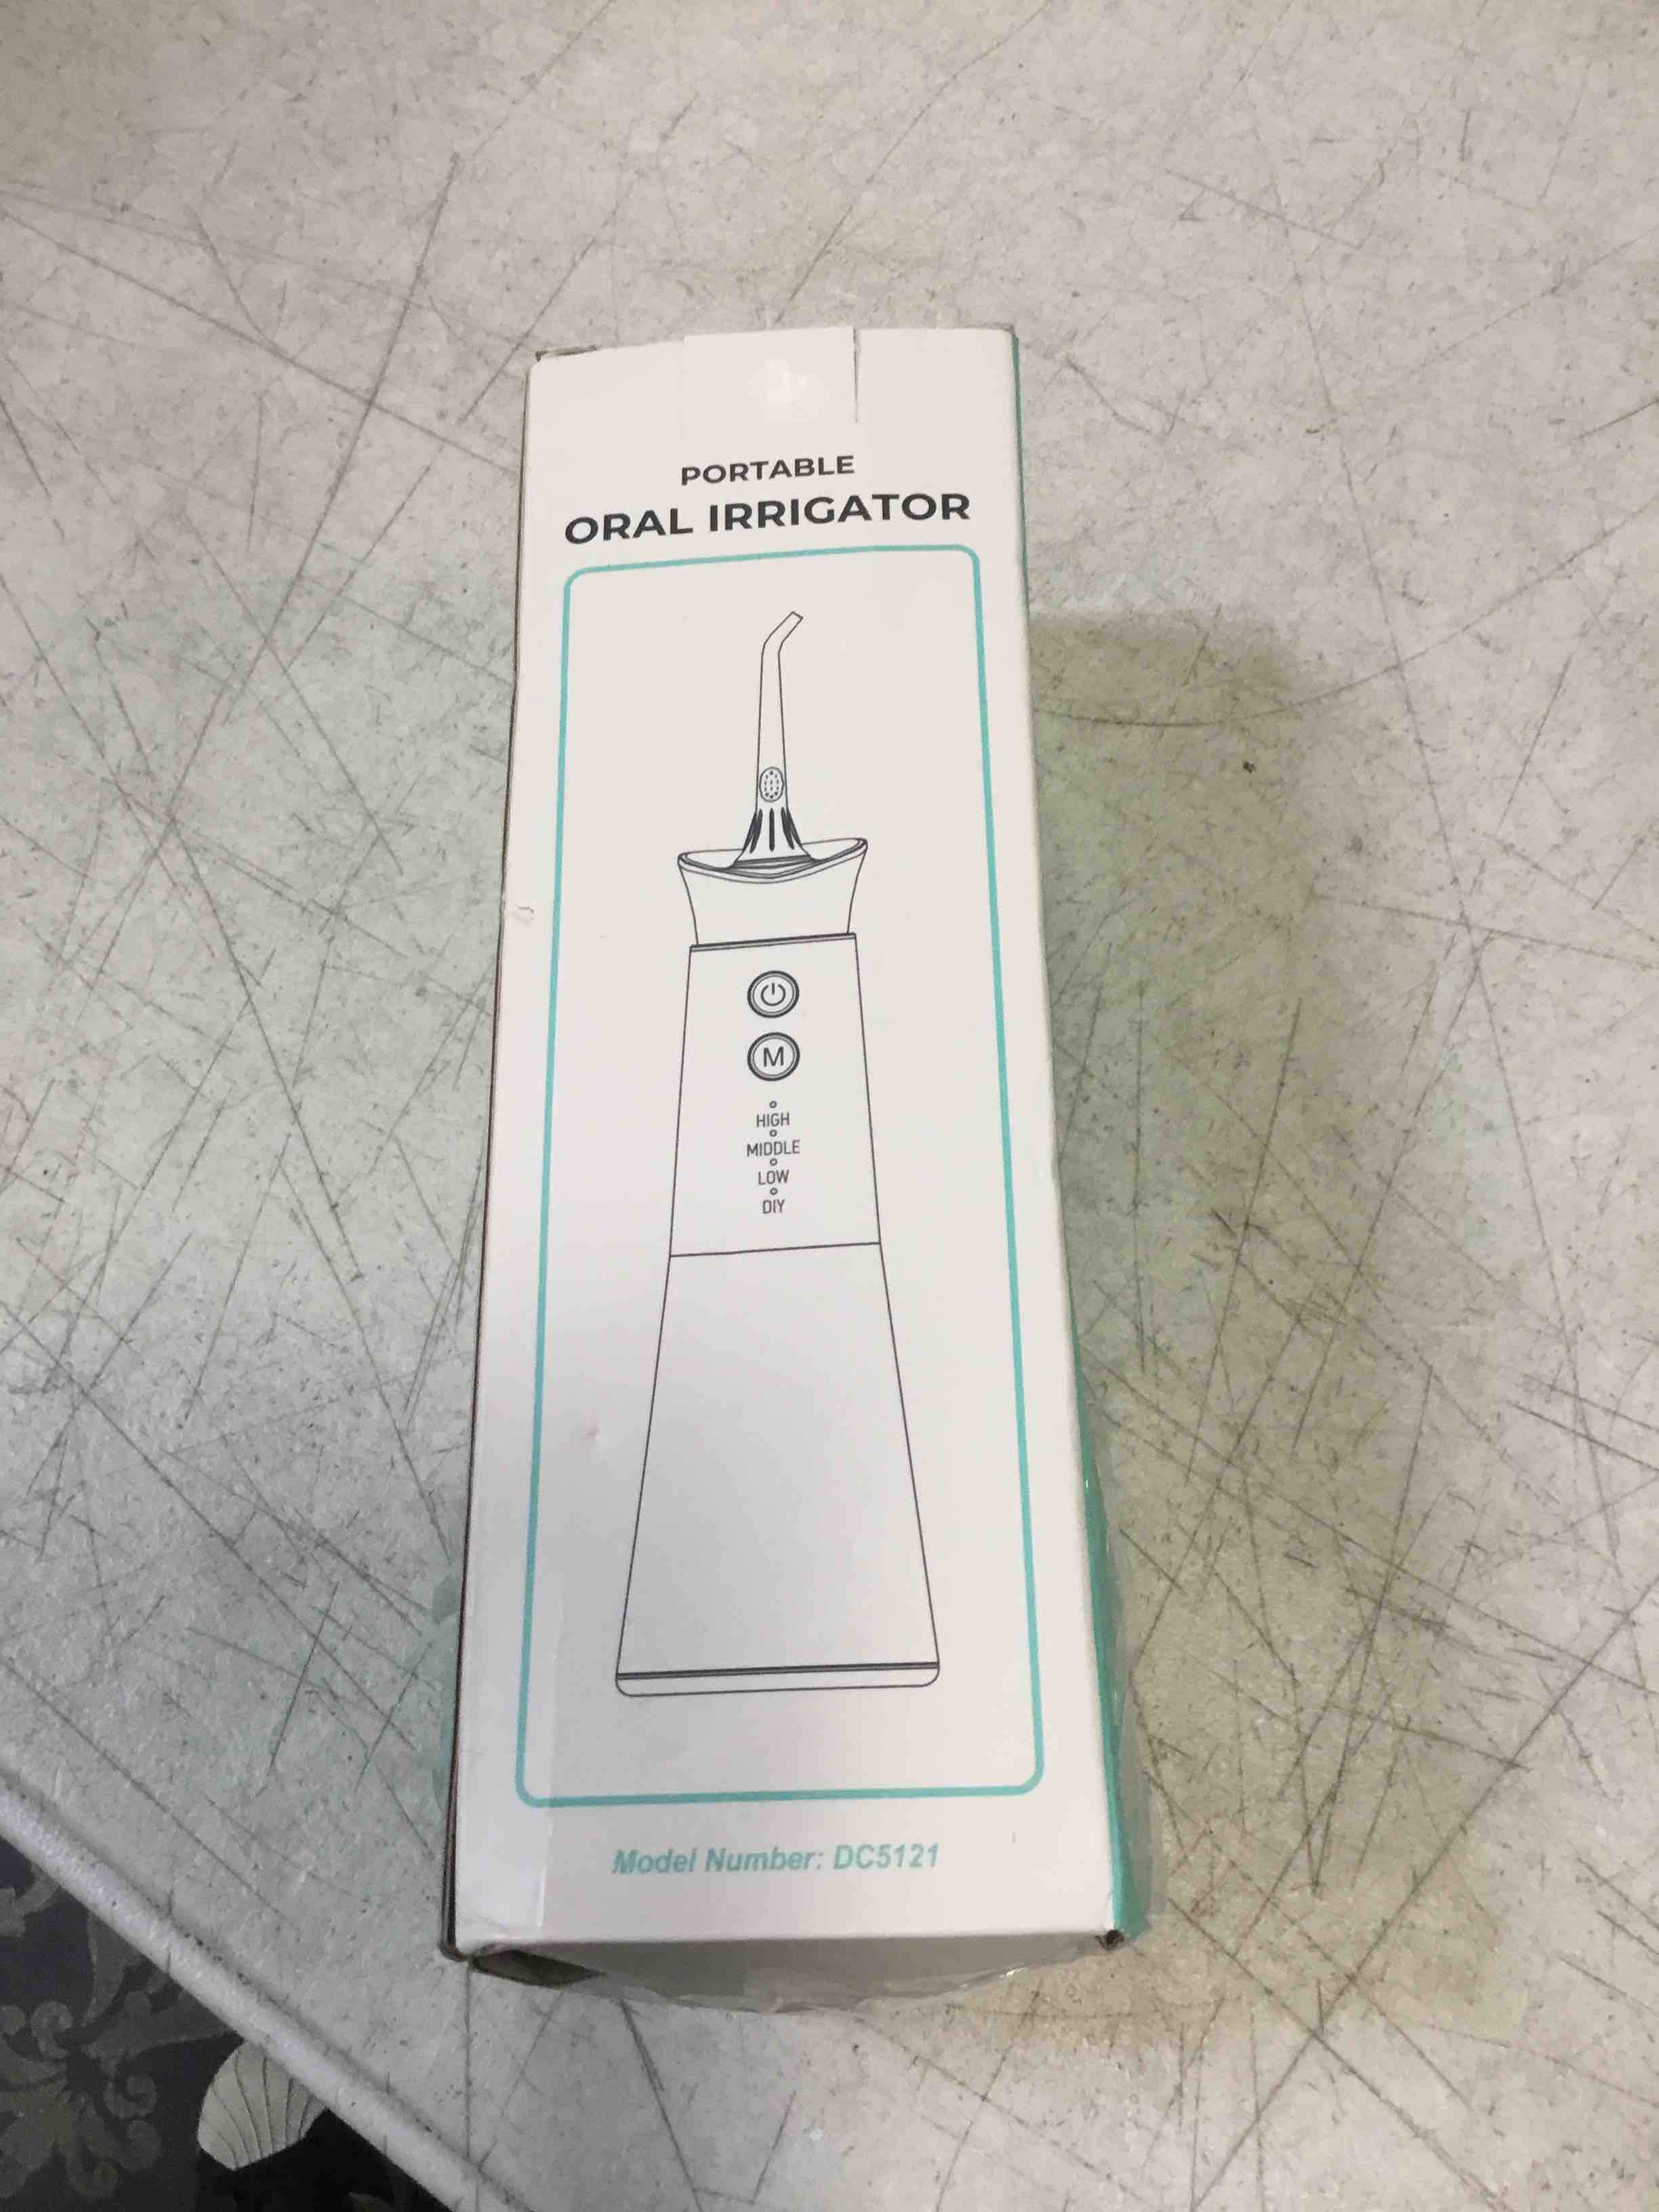 PORTABLE
ORAL IRRIGATOR
M
HIGH
MIDDLE
LOW
DIY
Model Number: DC5121